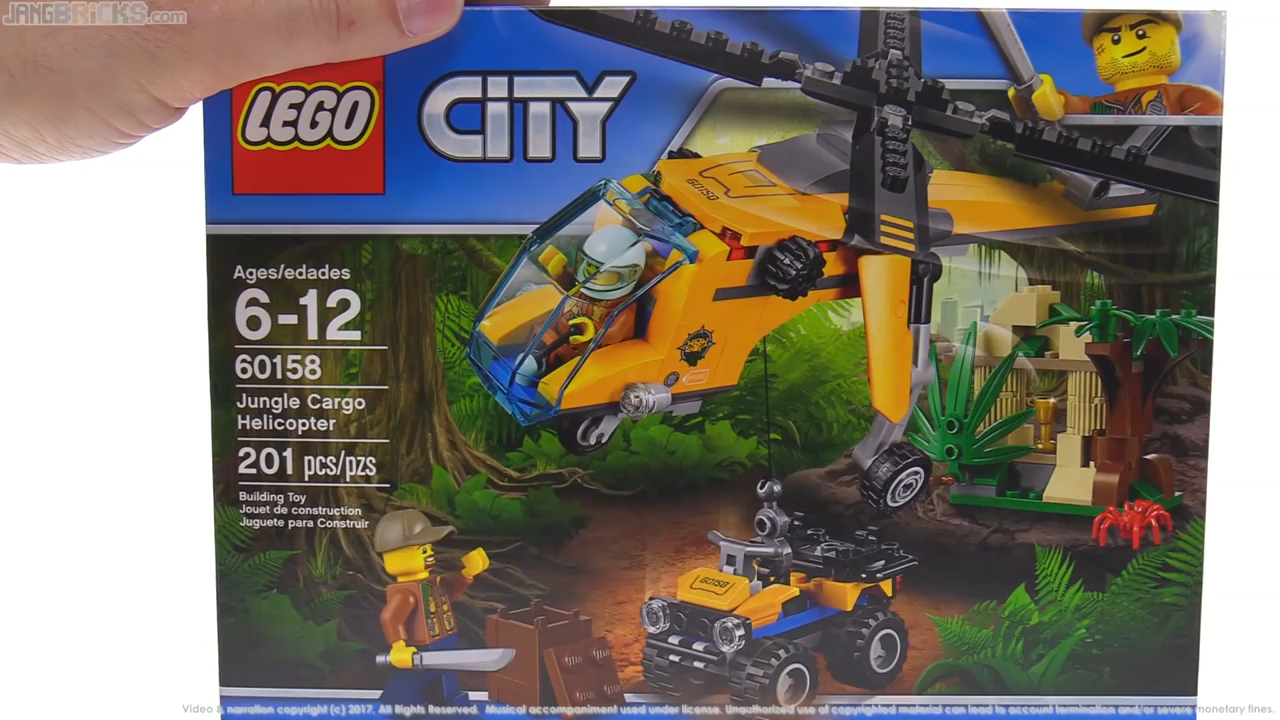 JANGBRICKS.com
LEGO
CITY
60158
Ages/edades
6-12
60158
Jungle Cargo
Helicopter
201 pcs/pzs
Building Toy
Jouet de construction
Juguete para Construir
60158
Video & narration copyright (c) 2017, All Rights Reserved. Musical accompaniment used under license. Unauthorized use of copyrighted material can lead to account termination and/or severe monetary fines.